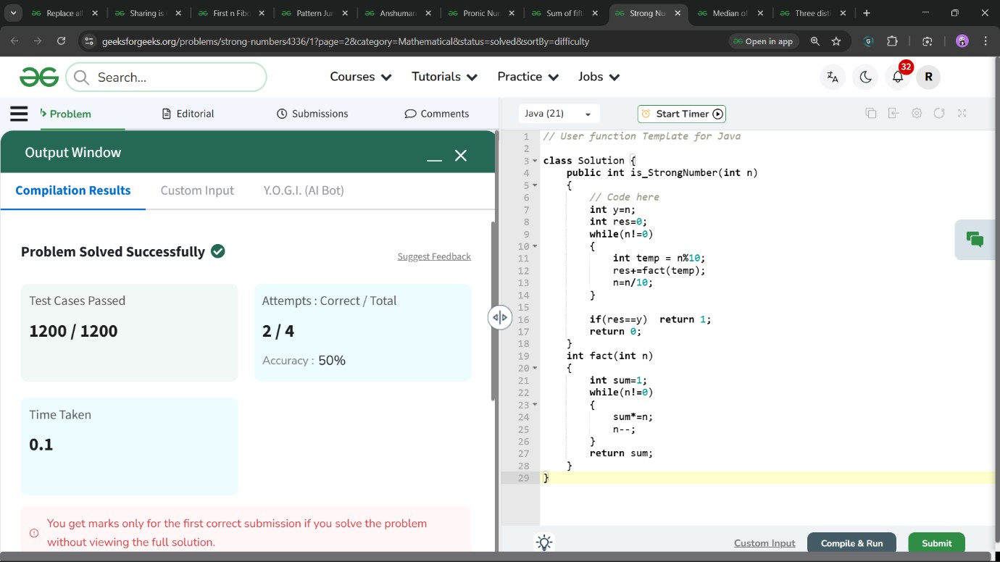 Replace al
Sharing is
First n Fib
Pattern Jur
Anshuman
Pronic Nu
Sum of fift
Strong Nu
Median of
Three dist
geeksforgeeks.org/problems/strong-numbers4336/1?page=2&category=Mathematical&status=solved&sortBy=difficulty
Open in app
Search...
Courses
Tutorials
Practice
Jobs
32
R
Problem
Editorial
Submissions
Comments
Java (21)
Start Timer
Output Window
Compilation Results
Custom Input
Y.O.G.I. (AI Bot)
Problem Solved Successfully
Suggest Feedback
Test Cases Passed
1200 / 1200
Attempts : Correct / Total
2 / 4
Accuracy : 50%
Time Taken
0.1
You get marks only for the first correct submission if you solve the problem
without viewing the full solution.
1 // User function Template for Java
2
3 class Solution {
4 public int is_StrongNumber(int n)
5 {
6 // Code here
7 int y=n;
8 int res=0;
9 while(n!=0)
10 {
11 int temp = n%10;
12 res+=fact(temp);
13 n=n/10;
14 }
15
16 if(res==y)  return 1;
17 return 0;
18 }
19 int fact(int n)
20 {
21 int sum=1;
22 while(n!=0)
23 {
24 sum*=n;
25 n--;
26 }
27 return sum;
28 }
29 }
Custom Input
Compile & Run
Submit